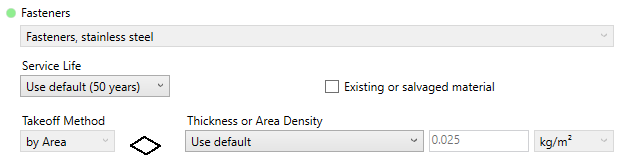 Fasteners
Fasteners, stainless steel
Service Life
Use default (50 years)
Existing or salvaged material
Takeoff Method
Thickness or Area Density
by Area
Use default
0.025
kg/m²